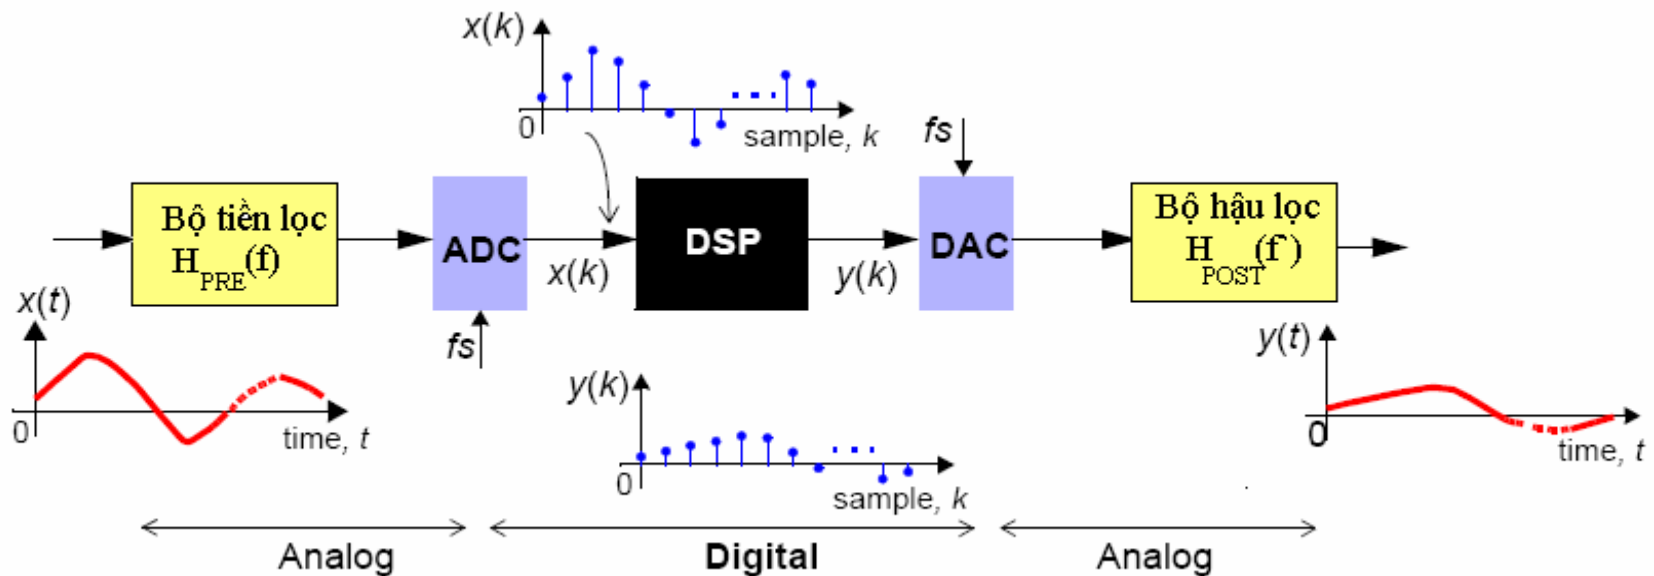 x(k)
0
sample, k
fs
Bộ tiền lọc
H_PRE(f)
ADC
x(k)
DSP
y(k)
DAC
Bộ hậu lọc
H_POST(f)
x(t)
0
time, t
fs
y(k)
0
sample, k
y(t)
0
time, t
Analog
Digital
Analog